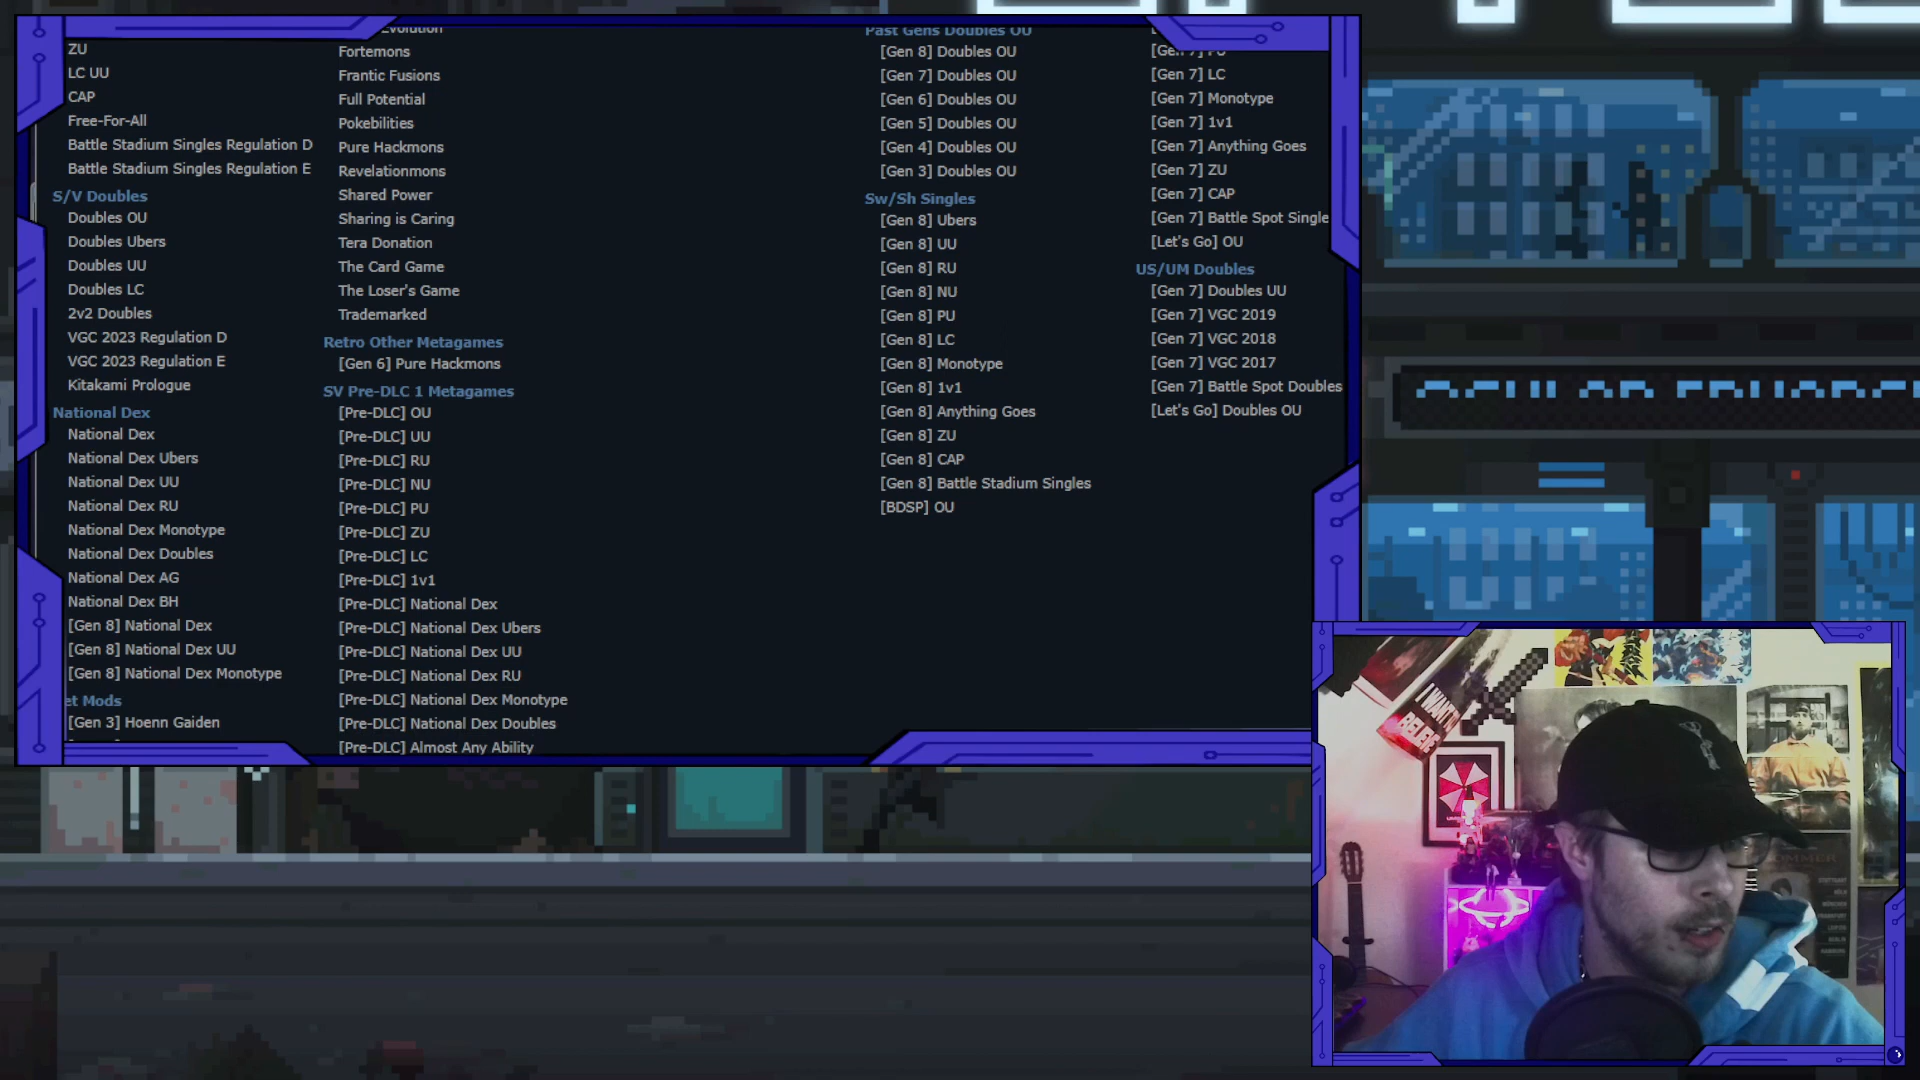 ZU
LC UU
CAP
Free-For-All
Battle Stadium Singles Regulation D
Battle Stadium Singles Regulation E
S/V Doubles
Doubles OU
Doubles Ubers
Doubles UU
Doubles LC
2v2 Doubles
VGC 2023 Regulation D
VGC 2023 Regulation E
Kitakami Prologue
National Dex
National Dex
National Dex Ubers
National Dex UU
National Dex RU
National Dex Monotype
National Dex Doubles
National Dex AG
National Dex BH
[Gen 8] National Dex
[Gen 8] National Dex UU
[Gen 8] National Dex Monotype
et Mods
[Gen 3] Hoenn Gaiden
Evolution
Fortemons
Frantic Fusions
Full Potential
Pokebilities
Pure Hackmons
Revelationmons
Shared Power
Sharing is Caring
Tera Donation
The Card Game
The Loser's Game
Trademarked
Retro Other Metagames
[Gen 6] Pure Hackmons
SV Pre-DLC 1 Metagames
[Pre-DLC] OU
[Pre-DLC] UU
[Pre-DLC] RU
[Pre-DLC] NU
[Pre-DLC] PU
[Pre-DLC] ZU
[Pre-DLC] LC
[Pre-DLC] 1v1
[Pre-DLC] National Dex
[Pre-DLC] National Dex Ubers
[Pre-DLC] National Dex UU
[Pre-DLC] National Dex RU
[Pre-DLC] National Dex Monotype
[Pre-DLC] National Dex Doubles
[Pre-DLC] Almost Any Ability
Past Gens Doubles OU
[Gen 8] Doubles OU
[Gen 7] Doubles OU
[Gen 6] Doubles OU
[Gen 5] Doubles OU
[Gen 4] Doubles OU
[Gen 3] Doubles OU
Sw/Sh Singles
[Gen 8] Ubers
[Gen 8] UU
[Gen 8] RU
[Gen 8] NU
[Gen 8] PU
[Gen 8] LC
[Gen 8] Monotype
[Gen 8] 1v1
[Gen 8] Anything Goes
[Gen 8] ZU
[Gen 8] CAP
[Gen 8] Battle Stadium Singles
[BDSP] OU
[Gen 7] PU
[Gen 7] LC
[Gen 7] Monotype
[Gen 7] 1v1
[Gen 7] Anything Goes
[Gen 7] ZU
[Gen 7] CAP
[Gen 7] Battle Spot Single
[Let's Go] OU
US/UM Doubles
[Gen 7] Doubles UU
[Gen 7] VGC 2019
[Gen 7] VGC 2018
[Gen 7] VGC 2017
[Gen 7] Battle Spot Doubles
[Let's Go] Doubles OU
I WANT TO
BELIEVE